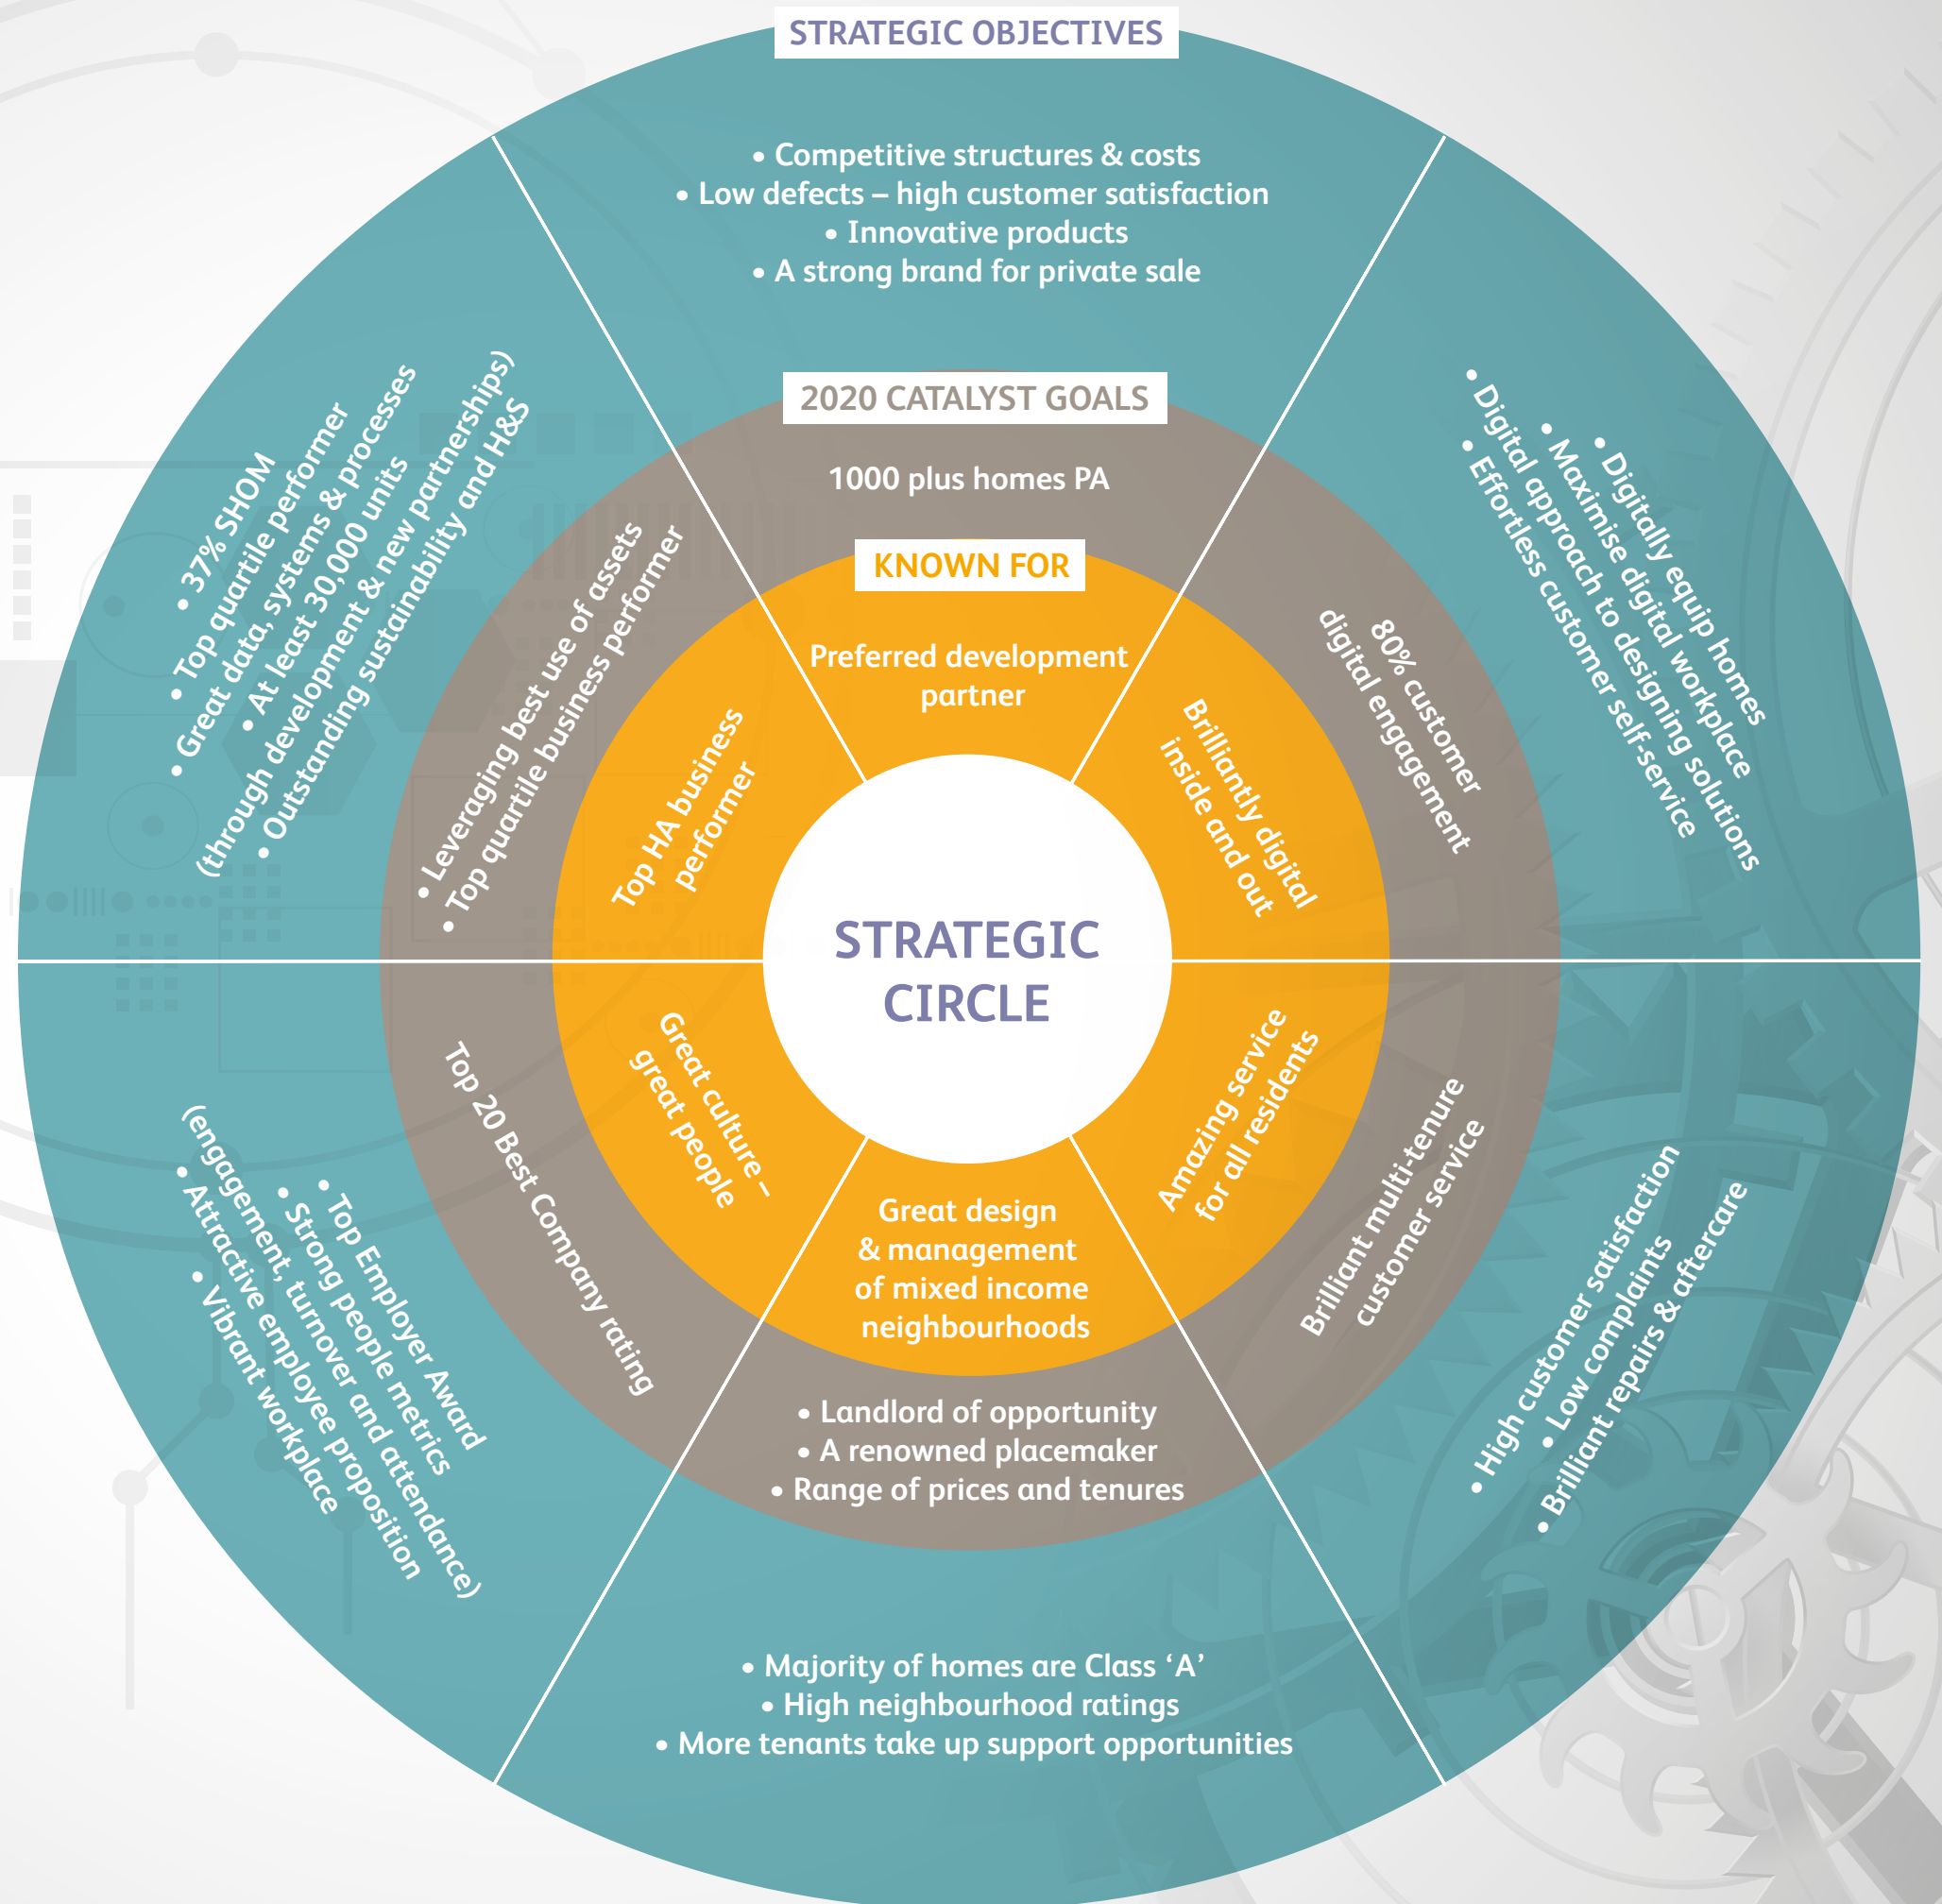 STRATEGIC OBJECTIVES
• Competitive structures & costs
• Low defects – high customer satisfaction
• Innovative products
• A strong brand for private sale
2020 CATALYST GOALS
1000 plus homes PA
KNOWN FOR
Preferred development
partner
• Digitally equip homes
• Maximise digital workplace
• Digital approach to designing solutions
• Effortless customer self-service
80% customer
digital engagement
Brilliantly digital
inside and out
• High customer satisfaction
• Low complaints
• Brilliant repairs & aftercare
Brilliant multi-tenure
customer service
Amazing service
for all residents
Great design
& management
of mixed income
neighbourhoods
• Landlord of opportunity
• A renowned placemaker
• Range of prices and tenures
• Majority of homes are Class ‘A’
• High neighbourhood ratings
• More tenants take up support opportunities
Great culture –
great people
Top 20 Best Company rating
• Top Employer Award
• Strong people metrics
(engagement, turnover and attendance)
• Attractive employee proposition
• Vibrant workplace
• 37% SHOM
• Top quartile performer
• Great data, systems & processes
• At least 30,000 units
(through development & new partnerships)
• Outstanding sustainability and H&S
• Leveraging best use of assets
• Top quartile business performer
Top HA business
performer
STRATEGIC
CIRCLE